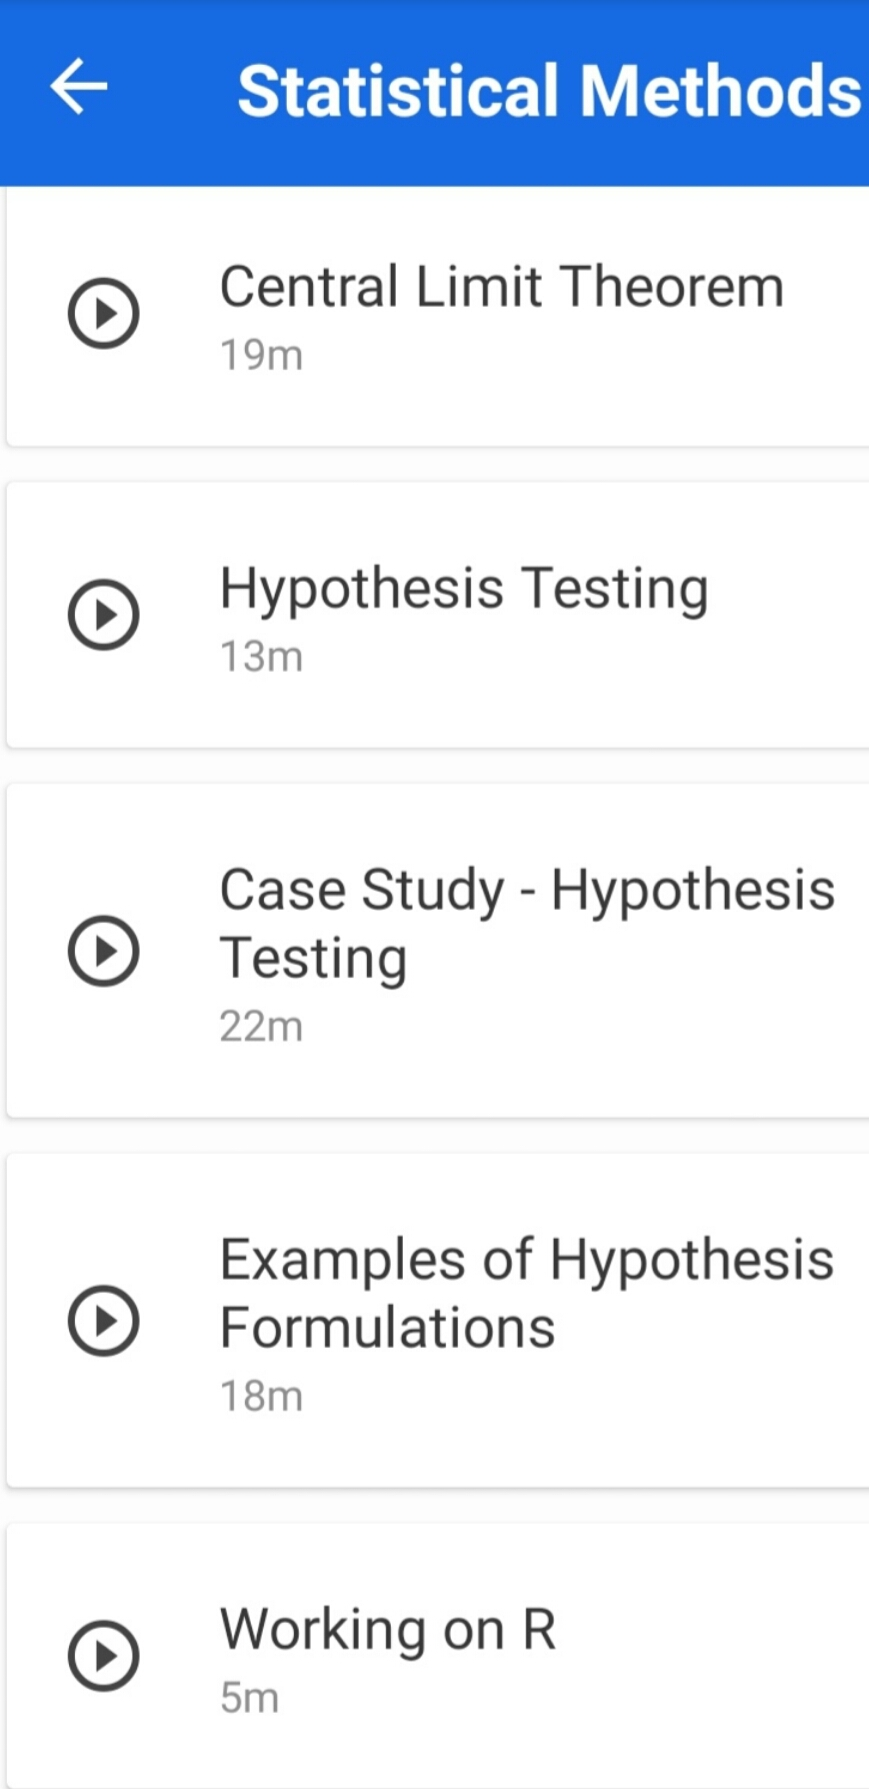 Statistical Methods
Central Limit Theorem
19m
Hypothesis Testing
13m
Case Study - Hypothesis
Testing
22m
Examples of Hypothesis
Formulations
18m
Working on R
5m